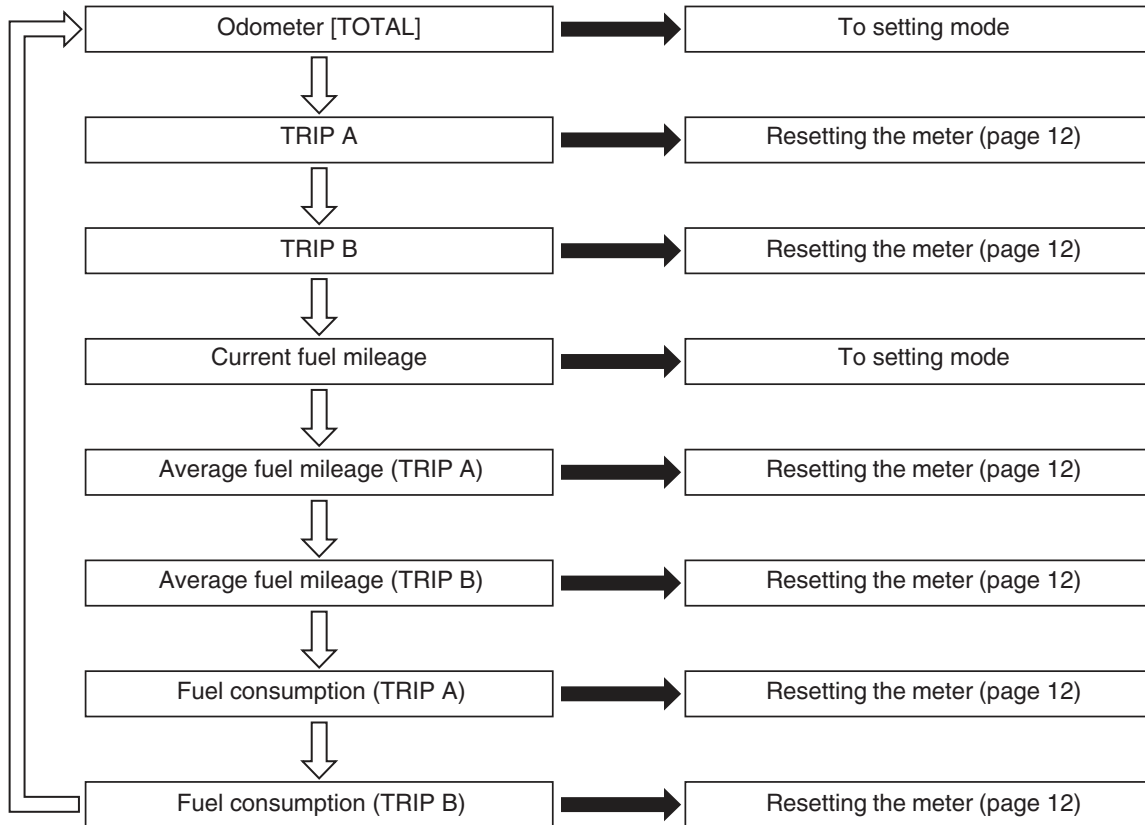 Odometer [TOTAL]
To setting mode
TRIP A
Resetting the meter (page 12)
TRIP B
Resetting the meter (page 12)
Current fuel mileage
To setting mode
Average fuel mileage (TRIP A)
Resetting the meter (page 12)
Average fuel mileage (TRIP B)
Resetting the meter (page 12)
Fuel consumption (TRIP A)
Resetting the meter (page 12)
Fuel consumption (TRIP B)
Resetting the meter (page 12)